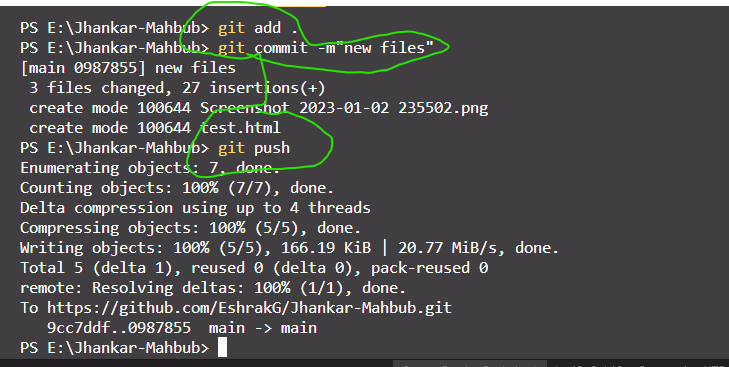 PS E:\Jhankar-Mahbub> git add .
PS E:\Jhankar-Mahbub> git commit -m"new files"
[main 0987855] new files
 3 files changed, 27 insertions(+)
 create mode 100644 Screenshot 2023-01-02 235502.png
 create mode 100644 test.html
PS E:\Jhankar-Mahbub> git push
Enumerating objects: 7, done.
Counting objects: 100% (7/7), done.
Delta compression using up to 4 threads
Compressing objects: 100% (5/5), done.
Writing objects: 100% (5/5), 166.19 KiB | 20.77 MiB/s, done.
Total 5 (delta 1), reused 0 (delta 0), pack-reused 0
remote: Resolving deltas: 100% (1/1), done.
To https://github.com/EshrakG/Jhankar-Mahbub.git
   9cc7ddf..0987855  main -> main
PS E:\Jhankar-Mahbub>